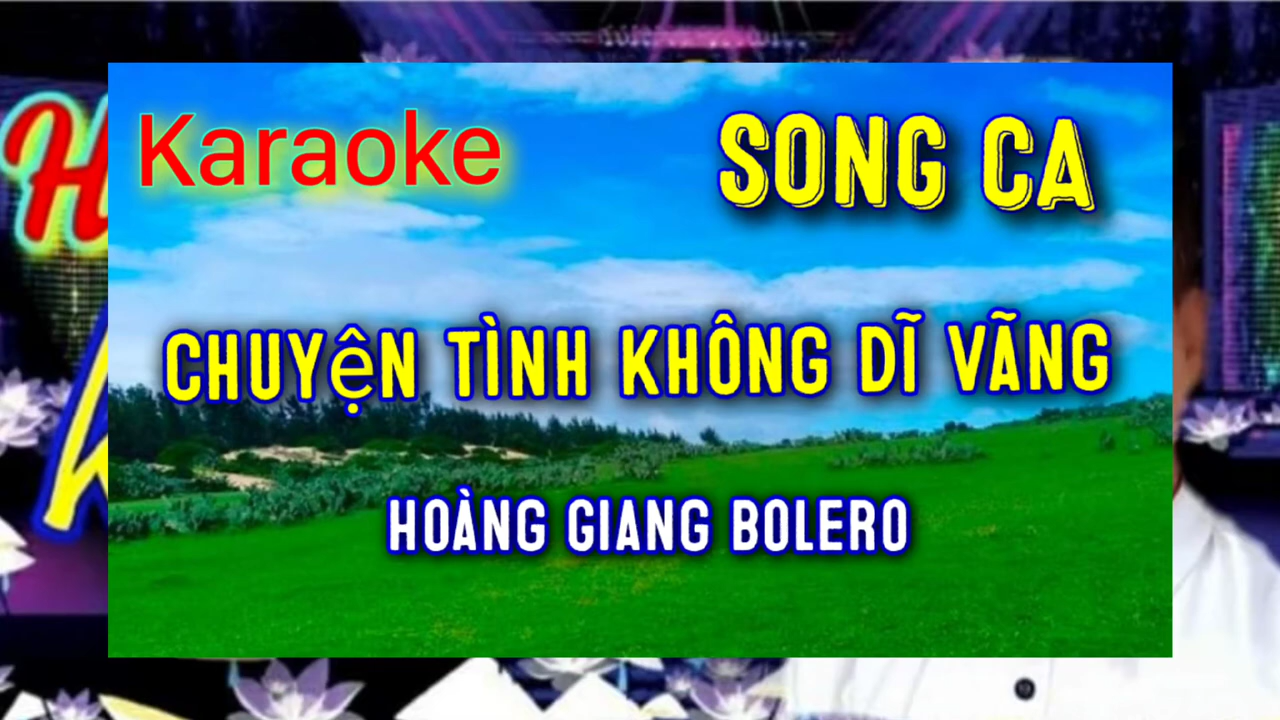 Karaoke
SONG CA
CHUYệN TÌNH KHÔNG DĨ VÃNG
HOÀNG GIANG BOLERO